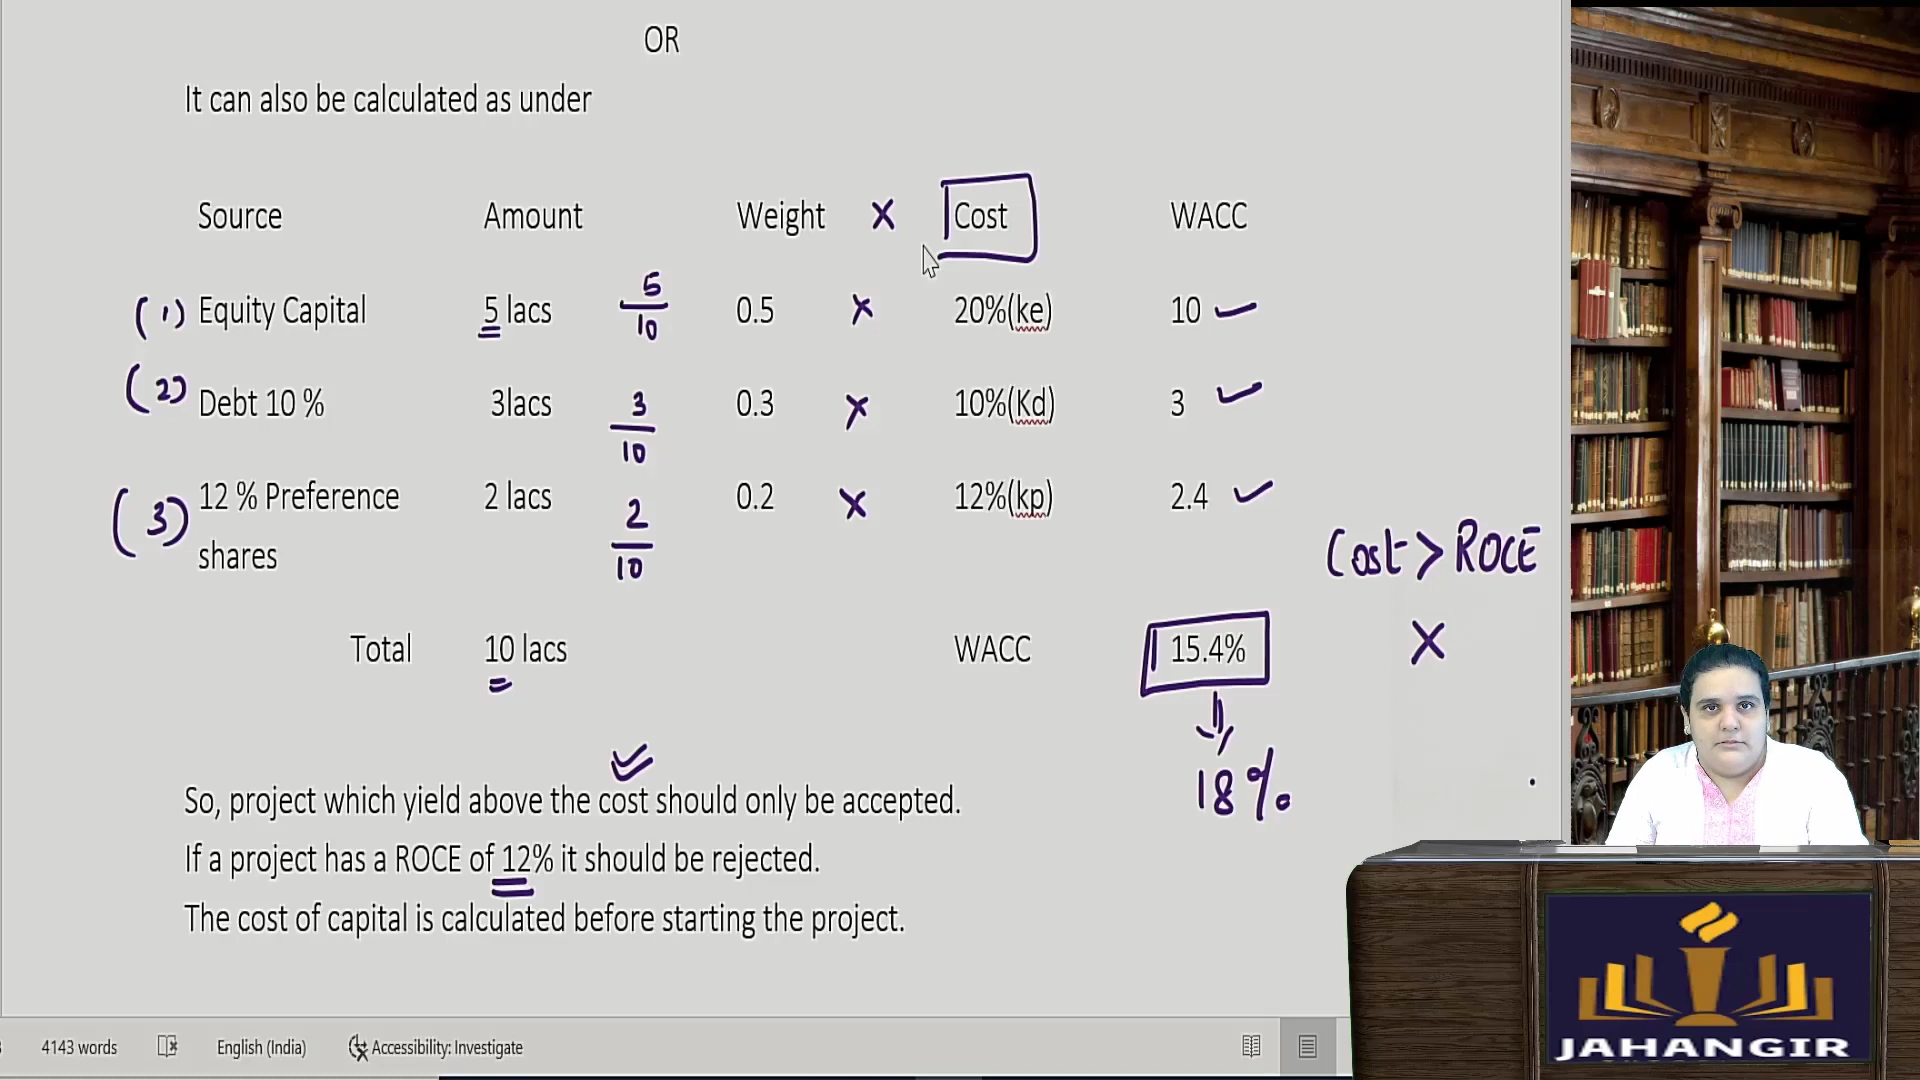 OR
It can also be calculated as under
Source Amount Weight X Cost WACC
(1) Equity Capital 5 lacs 5/10 0.5 X 20%(ke) 10
(2) Debt 10 % 3lacs 3/10 0.3 X 10%(Kd) 3
(3) 12 % Preference 2 lacs 2/10 0.2 X 12%(kp) 2.4
shares
Cost > ROCE
Total 10 lacs WACC 15.4% X
18%
So, project which yield above the cost should only be accepted.
If a project has a ROCE of 12% it should be rejected.
The cost of capital is calculated before starting the project.
4143 words English (India) Accessibility: Investigate
JAHANGIR